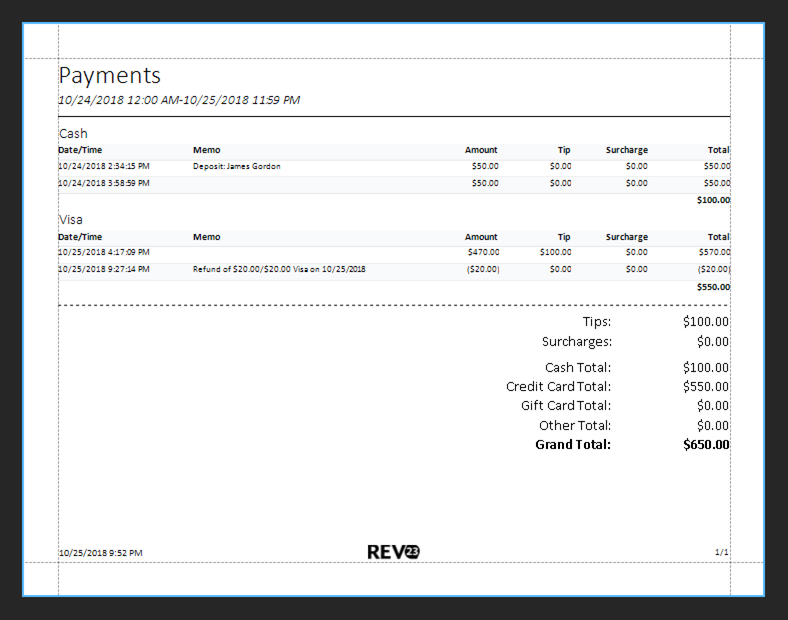 Payments
10/24/2018 12:00 AM-10/25/2018 11:59 PM
Cash
Date/Time Memo Amount Tip Surcharge Total
10/24/2018 2:34:15 PM Deposit: James Gordon $50.00 $0.00 $0.00 $50.00
10/24/2018 3:58:59 PM $50.00 $0.00 $0.00 $50.00
$100.00
Visa
Date/Time Memo Amount Tip Surcharge Total
10/25/2018 4:17:09 PM $470.00 $100.00 $0.00 $570.00
10/25/2018 9:27:14 PM Refund of $20.00/$20.00 Visa on 10/25/2018 ($20.00) $0.00 $0.00 ($20.00)
$550.00
Tips: $100.00
Surcharges: $0.00
Cash Total: $100.00
Credit Card Total: $550.00
Gift Card Total: $0.00
Other Total: $0.00
Grand Total: $650.00
10/25/2018 9:52 PM REV23 1/1